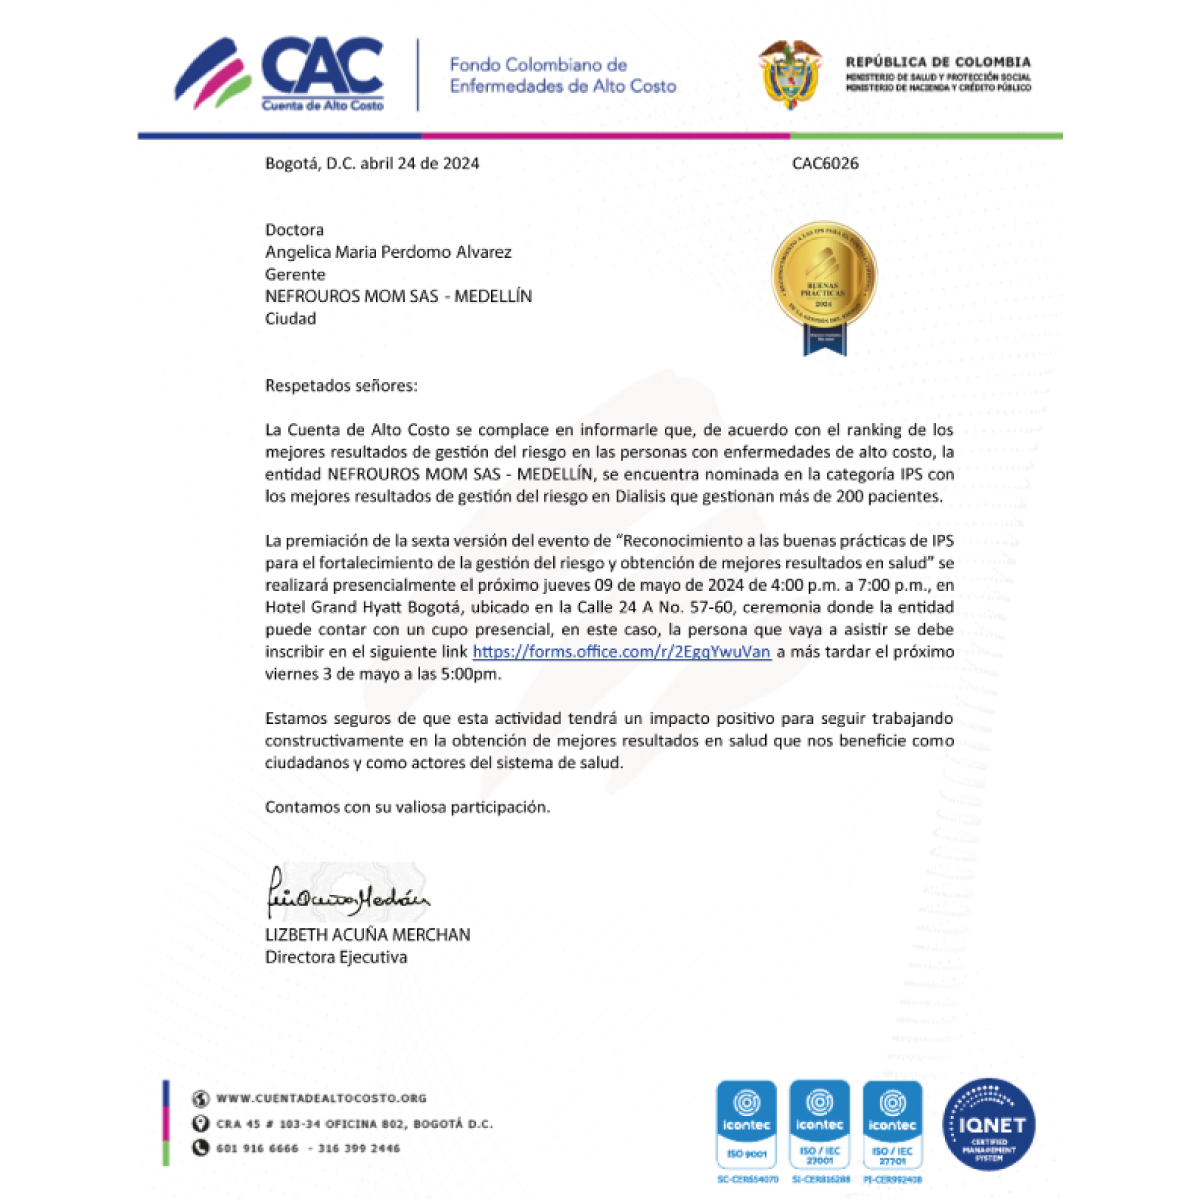 CAC
Cuenta de Alto Costo
Fondo Colombiano de
Enfermedades de Alto Costo
REPÚBLICA DE COLOMBIA
MINISTERIO DE SALUD Y PROTECCIÓN SOCIAL
MINISTERIO DE HACIENDA Y CRÉDITO PÚBLICO
Bogotá, D.C. abril 24 de 2024
CAC6026
Doctora
Angelica Maria Perdomo Alvarez
Gerente
NEFROUROS MOM SAS - MEDELLÍN
Ciudad
BUENAS
PRÁCTICAS
2024
Respetados señores:
La Cuenta de Alto Costo se complace en informarle que, de acuerdo con el ranking de los
mejores resultados de gestión del riesgo en las personas con enfermedades de alto costo, la
entidad NEFROUROS MOM SAS - MEDELLÍN, se encuentra nominada en la categoría IPS con
los mejores resultados de gestión del riesgo en Dialisis que gestionan más de 200 pacientes.
La premiación de la sexta versión del evento de “Reconocimiento a las buenas prácticas de IPS
para el fortalecimiento de la gestión del riesgo y obtención de mejores resultados en salud” se
realizará presencialmente el próximo jueves 09 de mayo de 2024 de 4:00 p.m. a 7:00 p.m., en
Hotel Grand Hyatt Bogotá, ubicado en la Calle 24 A No. 57-60, ceremonia donde la entidad
puede contar con un cupo presencial, en este caso, la persona que vaya a asistir se debe
inscribir en el siguiente link https://forms.office.com/r/2EgqYwuVan a más tardar el próximo
viernes 3 de mayo a las 5:00pm.
Estamos seguros de que esta actividad tendrá un impacto positivo para seguir trabajando
constructivamente en la obtención de mejores resultados en salud que nos beneficie como
ciudadanos y como actores del sistema de salud.
Contamos con su valiosa participación.
LIZBETH ACUÑA MERCHAN
Directora Ejecutiva
WWW.CUENTADEALTOCOSTO.ORG
CRA 45 # 103-34 OFICINA 802, BOGOTÁ D.C.
601 916 6666 - 316 399 2446
icontec
ISO 9001
SC-CER654070
icontec
ISO / IEC
27001
SI-CER816288
icontec
ISO / IEC
27701
PI-CER992408
IQNET
CERTIFIED
MANAGEMENT
SYSTEM